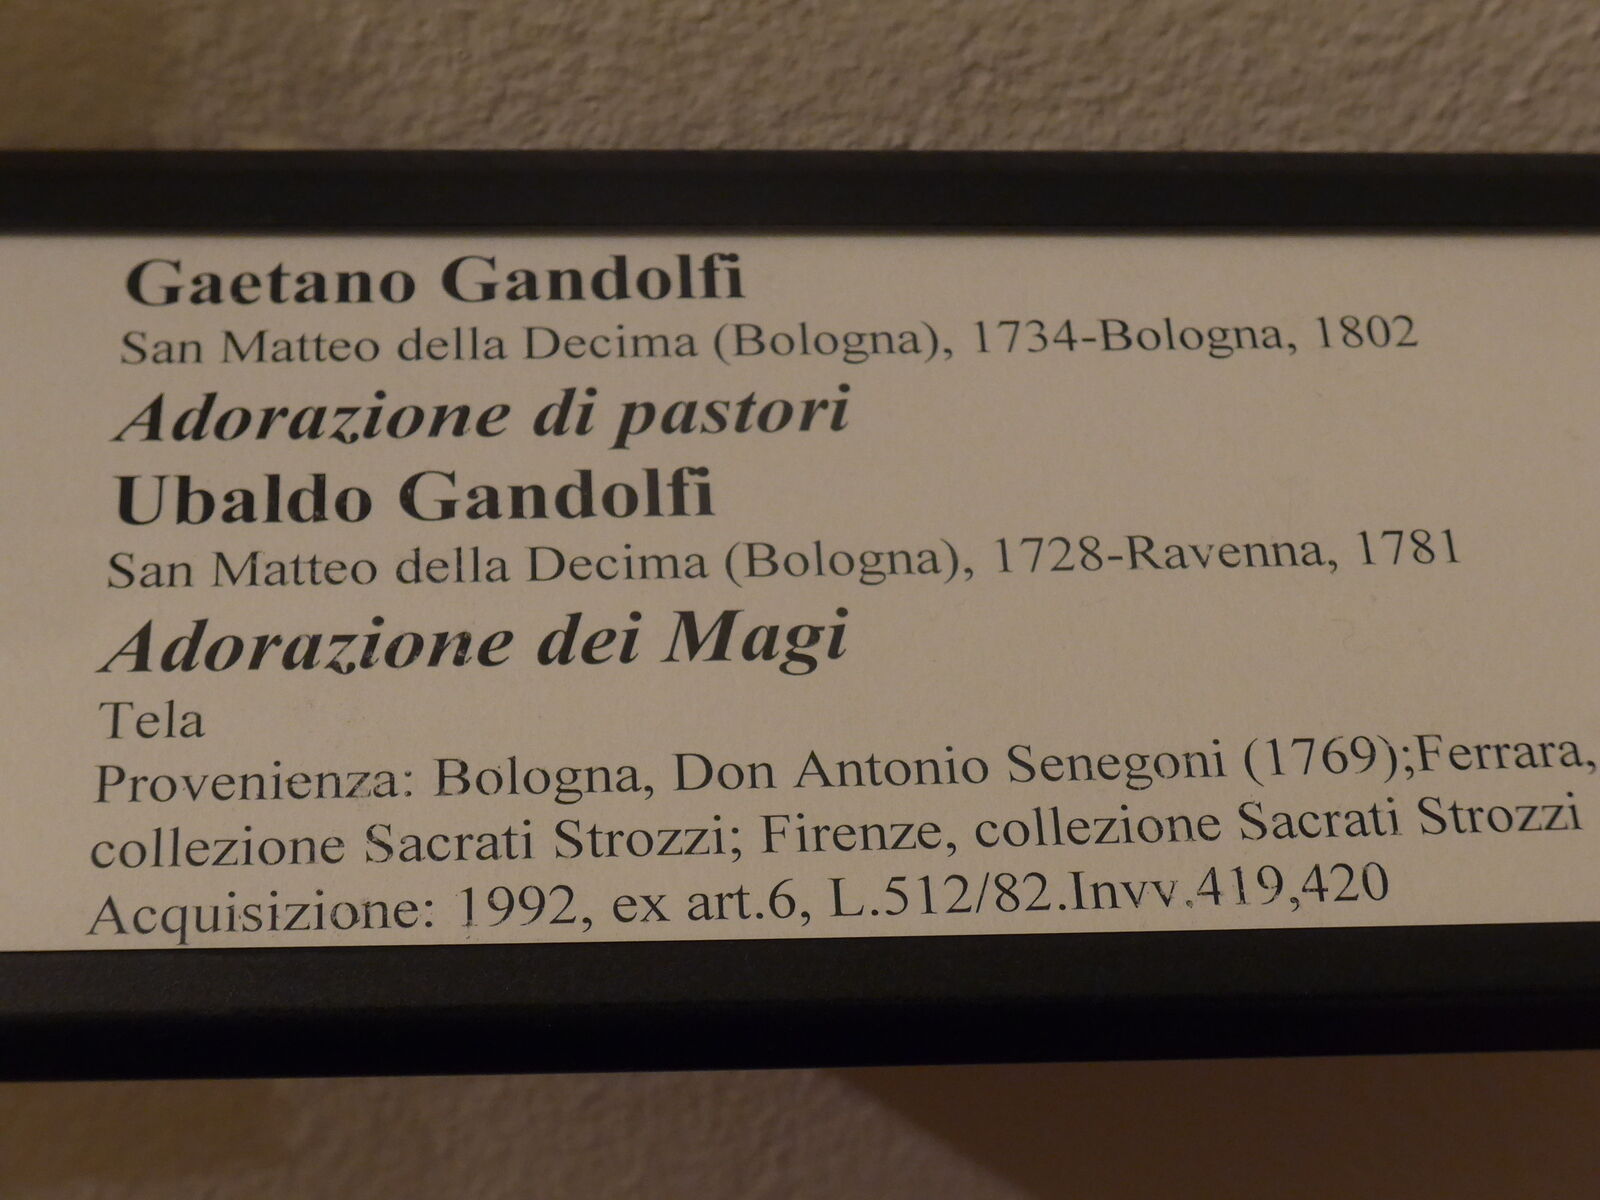 Gaetano Gandolfi
San Matteo della Decima (Bologna), 1734-Bologna, 1802
Adorazione di pastori
Ubaldo Gandolfi
San Matteo della Decima (Bologna), 1728-Ravenna, 1781
Adorazione dei Magi
Tela
Provenienza: Bologna, Don Antonio Senegoni (1769);Ferrara,
collezione Sacrati Strozzi; Firenze, collezione Sacrati Strozzi
Acquisizione: 1992, ex art.6, L.512/82.Invv.419,420